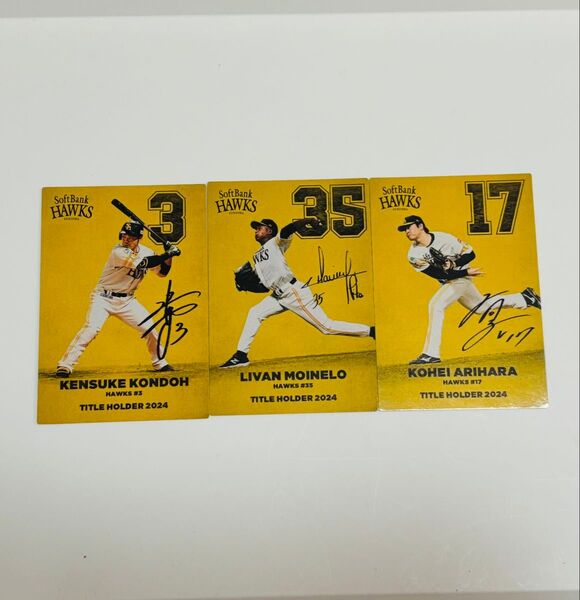 SoftBank
HAWKS
3
KENSUKE KONDOH
HAWKS #3
TITLE HOLDER 2024
SoftBank
HAWKS
35
35
LIVAN MOINELO
HAWKS #35
TITLE HOLDER 2024
SoftBank
HAWKS
17
KOHEI ARIHARA
HAWKS #17
TITLE HOLDER 2024